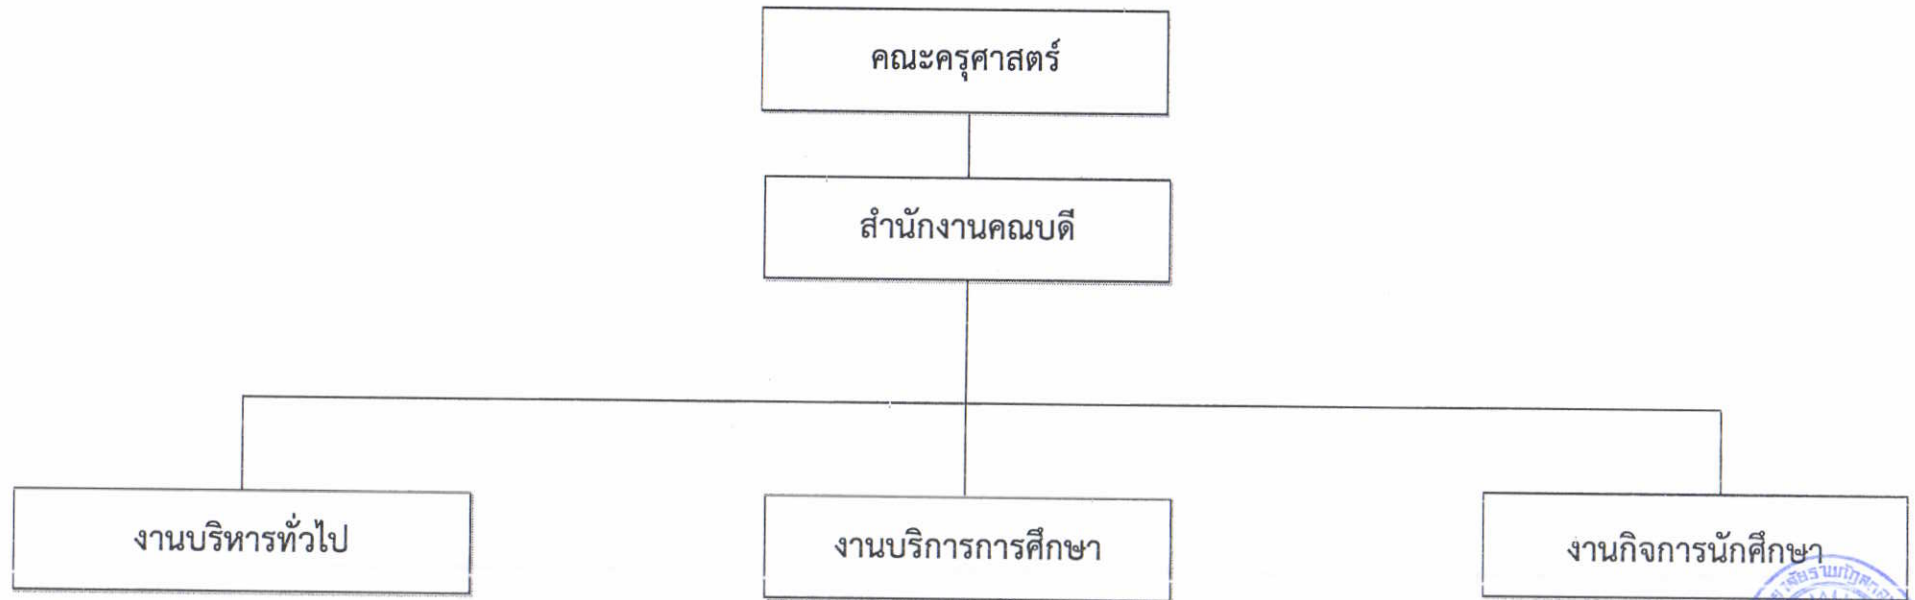 คณะครุศาสตร์
สำนักงานคณบดี
งานบริหารทั่วไป
งานบริการการศึกษา
งานกิจการนักศึกษา